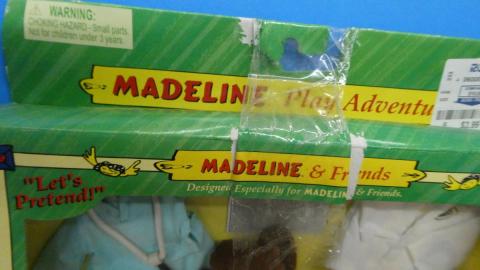 WARNING:
CHOKING HAZARD - Small parts.
Not for children under 3 years.
MADELINE Play Adventu
MADELINE & Friends
"Let's
Pretend!"
Designed Especially for MADELINE & Friends.